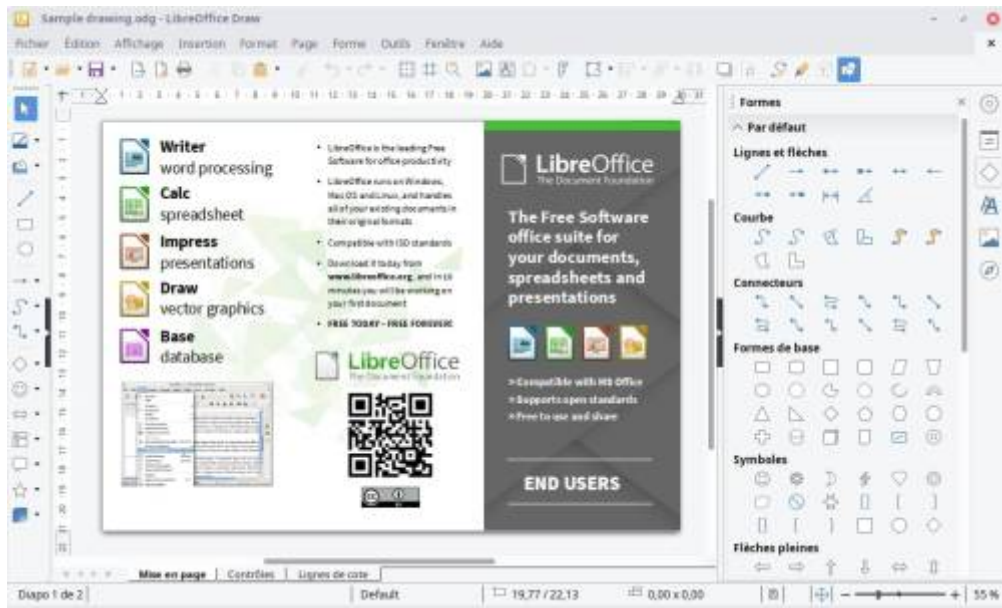 Sample drawing.odg - LibreOffice Draw
Fichier Édition Affichage Insertion Format Page Forme Outils Fenêtre Aide
Writer
word processing
Calc
spreadsheet
Impress
presentations
Draw
vector graphics
Base
database
• LibreOffice is the leading Free
Software for office productivity
• LibreOffice runs on Windows,
Mac OS and Linux, and handles
all of your existing documents in
their original formats
• Compatible with ISO standards
• Download it today from
www.libreoffice.org, and in 10
minutes you will be working on
your first document
• FREE TODAY - FREE FOREVER!
LibreOffice
The Document Foundation
LibreOffice
The Document Foundation
The Free Software
office suite for
your documents,
spreadsheets and
presentations
» Compatible with MS Office
» Supports open standards
» Free to use and share
END USERS
Formes
Par défaut
Lignes et flèches
Courbe
Connecteurs
Formes de base
Symboles
Flèches pleines
Mise en page Contrôles Lignes de cote
Diapo 1 de 2 Default 19,77 / 22,13 0,00 x 0,00 55 %